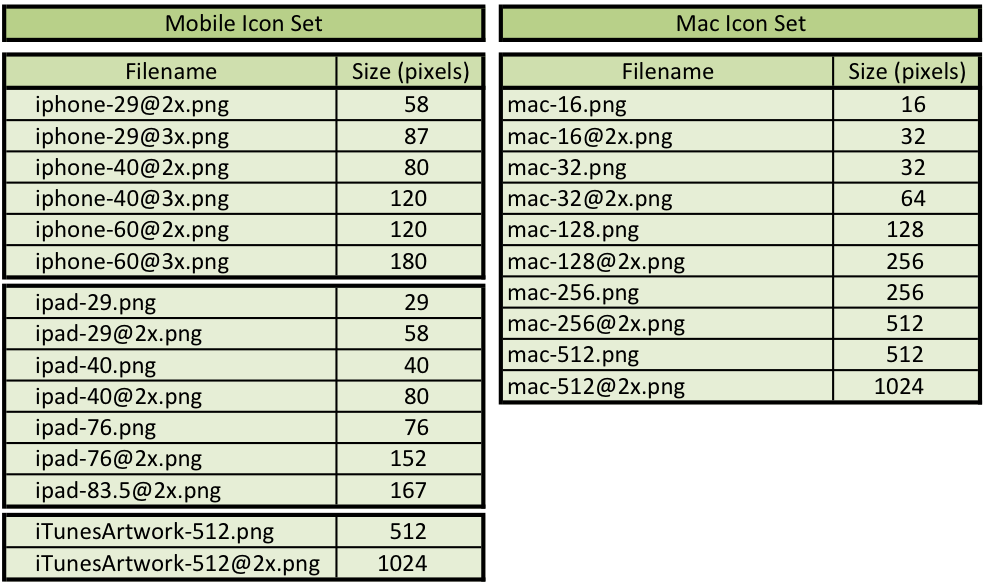 Mobile Icon Set
Filename Size (pixels)
iphone-29@2x.png 58
iphone-29@3x.png 87
iphone-40@2x.png 80
iphone-40@3x.png 120
iphone-60@2x.png 120
iphone-60@3x.png 180
ipad-29.png 29
ipad-29@2x.png 58
ipad-40.png 40
ipad-40@2x.png 80
ipad-76.png 76
ipad-76@2x.png 152
ipad-83.5@2x.png 167
iTunesArtwork-512.png 512
iTunesArtwork-512@2x.png 1024
Mac Icon Set
Filename Size (pixels)
mac-16.png 16
mac-16@2x.png 32
mac-32.png 32
mac-32@2x.png 64
mac-128.png 128
mac-128@2x.png 256
mac-256.png 256
mac-256@2x.png 512
mac-512.png 512
mac-512@2x.png 1024